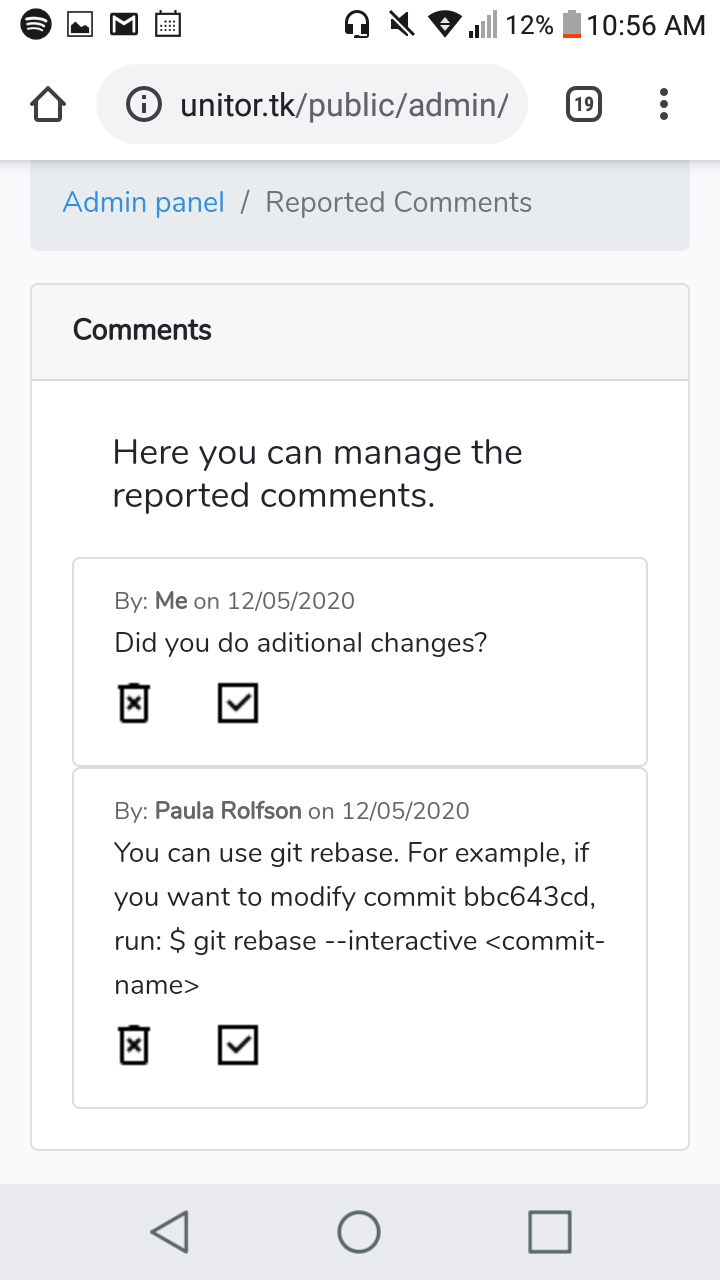 12% 10:56 AM
unitor.tk/public/admin/ 19
Admin panel / Reported Comments
Comments
Here you can manage the
reported comments.
By: Me on 12/05/2020
Did you do aditional changes?
By: Paula Rolfson on 12/05/2020
You can use git rebase. For example, if
you want to modify commit bbc643cd,
run: $ git rebase --interactive <commit-
name>